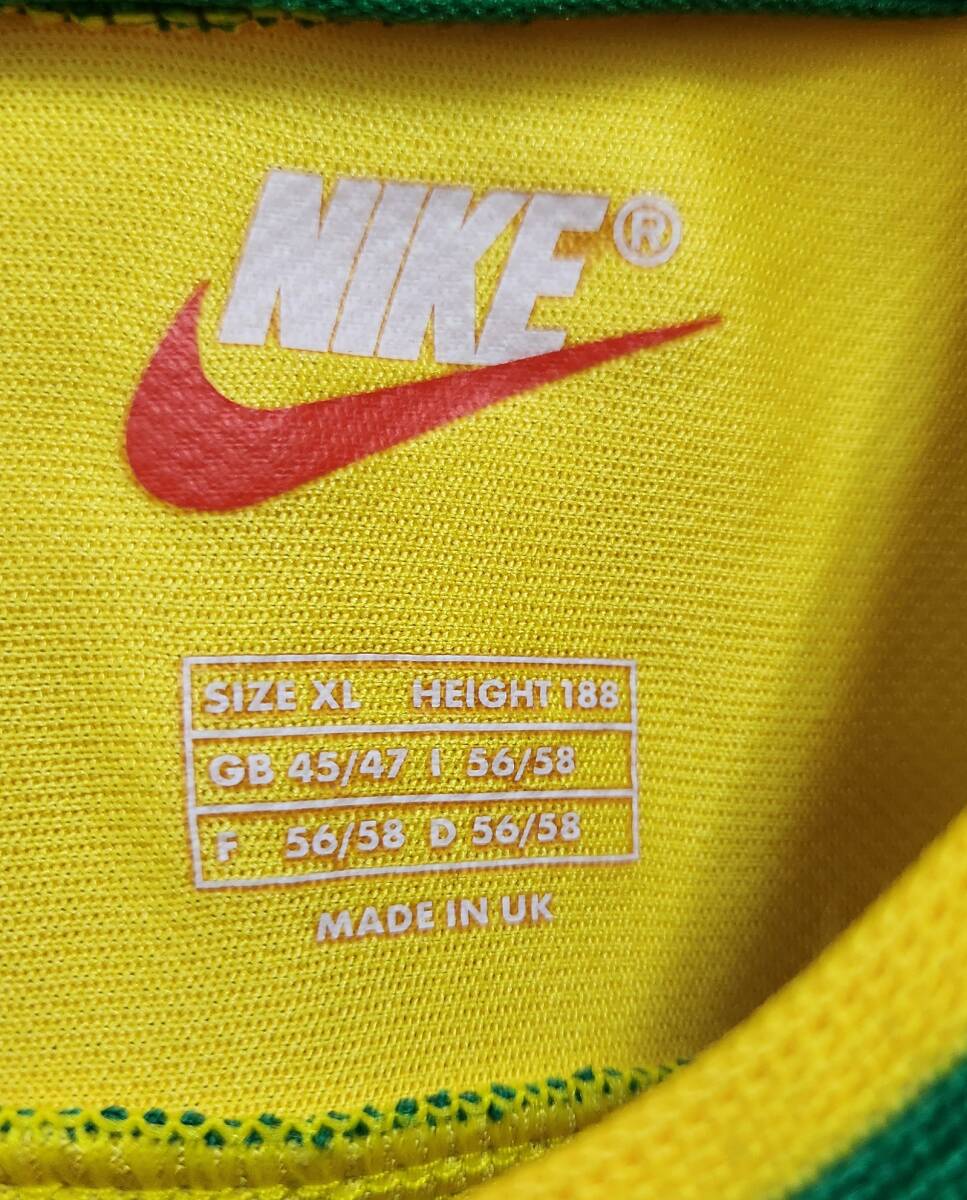 NIKE®
SIZE XL HEIGHT 188
GB 45/47 I 56/58
F 56/58 D 56/58
MADE IN UK